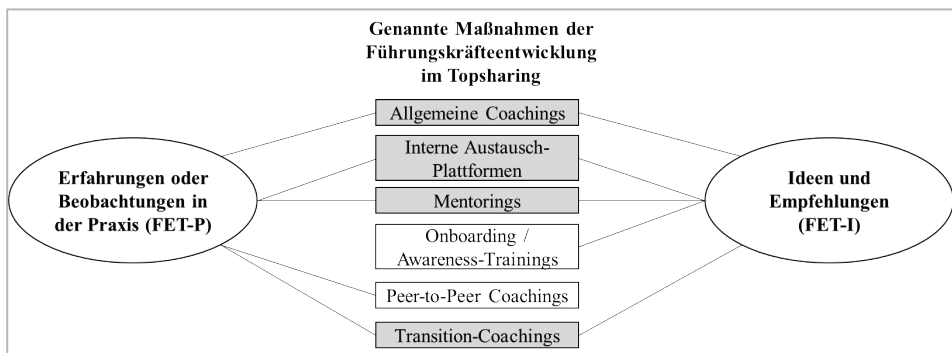 Genannte Maßnahmen der
Führungskräfteentwicklung
im Topsharing
Erfahrungen oder
Beobachtungen in
der Praxis (FET-P)
Allgemeine Coachings
Interne Austausch-
Plattformen
Mentorings
Onboarding /
Awareness-Trainings
Peer-to-Peer Coachings
Transition-Coachings
Ideen und
Empfehlungen
(FET-I)